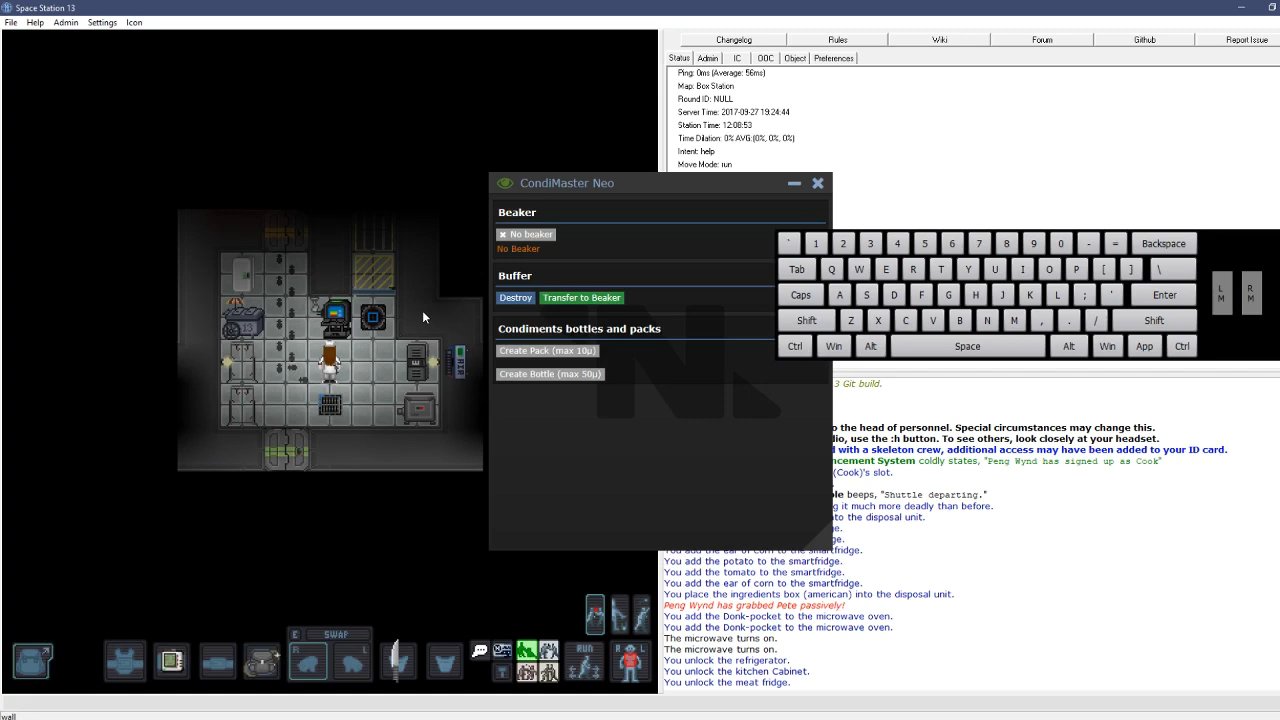 Space Station 13
File Help Admin Settings Icon
Changelog Rules Wiki Forum Github Report Issue
Status Admin IC OOC Object Preferences
Ping: 0ms (Average: 56ms)
Map: Box Station
Round ID: NULL
Server Time: 2017-09-27 19:24:44
Station Time: 12:08:53
Time Dilation: 0% AVG:(0%, 0%, 0%)
Intent: help
Move Mode: run
CondiMaster Neo
Beaker
No beaker
No Beaker
Buffer
Destroy Transfer to Beaker
Condiments bottles and packs
Create Pack (max 10µ)
Create Bottle (max 50µ)
` 1 2 3 4 5 6 7 8 9 0 - = Backspace
Tab Q W E R T Y U I O P [ ] \
Caps A S D F G H J K L ; ' Enter
Shift Z X C V B N M , . / Shift
Ctrl Win Alt Space Alt Win App Ctrl
L M
R M
3 Git build.
o the head of personnel. Special circumstances may change this.
lio, use the :h button. To see others, look closely at your headset.
with a skeleton crew, additional access may have been added to your ID card.
ncement System coldly states, "Peng Wynd has signed up as Cook"
(Cook)'s slot.
ole beeps, "Shuttle departing."
g it much more deadly than before.
to the disposal unit.
ge.
ge.
You add the ear of corn to the smartfridge.
You add the potato to the smartfridge.
You add the tomato to the smartfridge.
You add the ear of corn to the smartfridge.
You place the ingredients box (american) into the disposal unit.
Peng Wynd has grabbed Pete passively!
You add the Donk-pocket to the microwave oven.
You add the Donk-pocket to the microwave oven.
The microwave turns on.
The microwave turns on.
You unlock the refrigerator.
You unlock the kitchen Cabinet.
You unlock the meat fridge.
13
E SWAP
R L
RUN
R L
wall